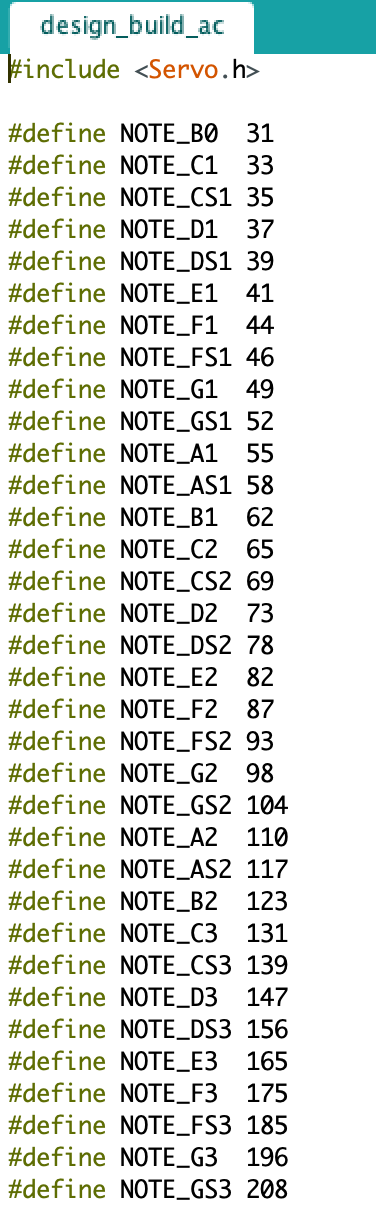 design_build_ac
#include <Servo.h>
#define NOTE_B0  31
#define NOTE_C1  33
#define NOTE_CS1 35
#define NOTE_D1  37
#define NOTE_DS1 39
#define NOTE_E1  41
#define NOTE_F1  44
#define NOTE_FS1 46
#define NOTE_G1  49
#define NOTE_GS1 52
#define NOTE_A1  55
#define NOTE_AS1 58
#define NOTE_B1  62
#define NOTE_C2  65
#define NOTE_CS2 69
#define NOTE_D2  73
#define NOTE_DS2 78
#define NOTE_E2  82
#define NOTE_F2  87
#define NOTE_FS2 93
#define NOTE_G2  98
#define NOTE_GS2 104
#define NOTE_A2  110
#define NOTE_AS2 117
#define NOTE_B2  123
#define NOTE_C3  131
#define NOTE_CS3 139
#define NOTE_D3  147
#define NOTE_DS3 156
#define NOTE_E3  165
#define NOTE_F3  175
#define NOTE_FS3 185
#define NOTE_G3  196
#define NOTE_GS3 208